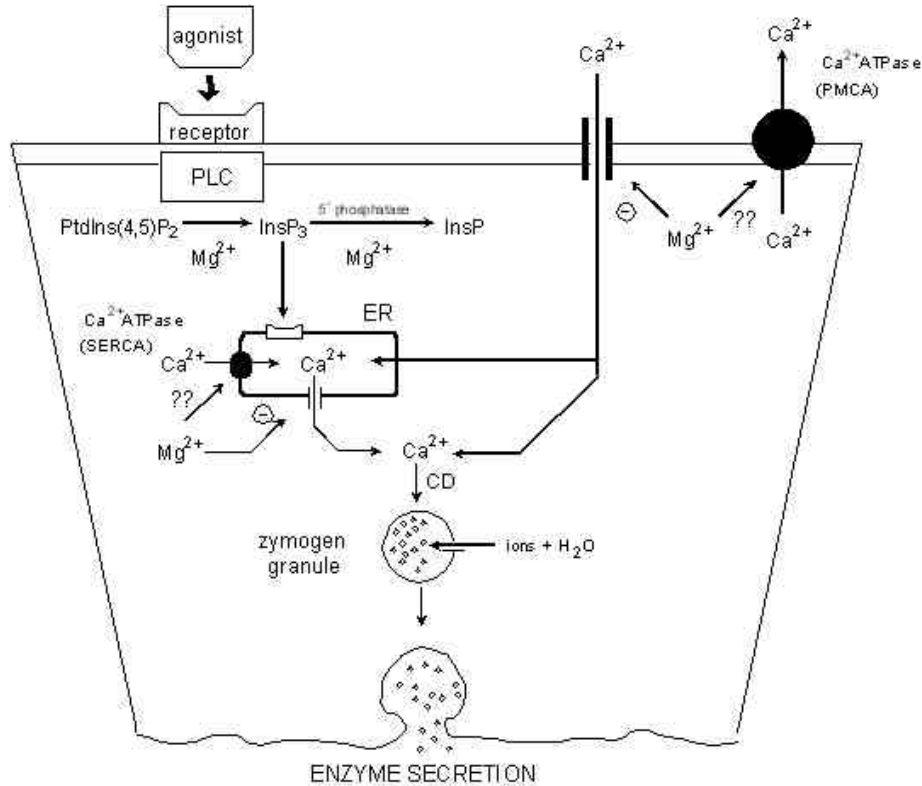 agonist
receptor
PLC
Ca2+
Ca2+
Ca2+ATPase
(PMCA)
PtdIns(4,5)P2
InsP3
5' phosphatase
InsP
Mg2+
Mg2+
⊖
Mg2+
??
Ca2+
Ca2+ATPase
(SERCA)
ER
Ca2+
Ca2+
??
⊖
Mg2+
Ca2+
CD
zymogen
granule
ions + H2O
ENZYME SECRETION